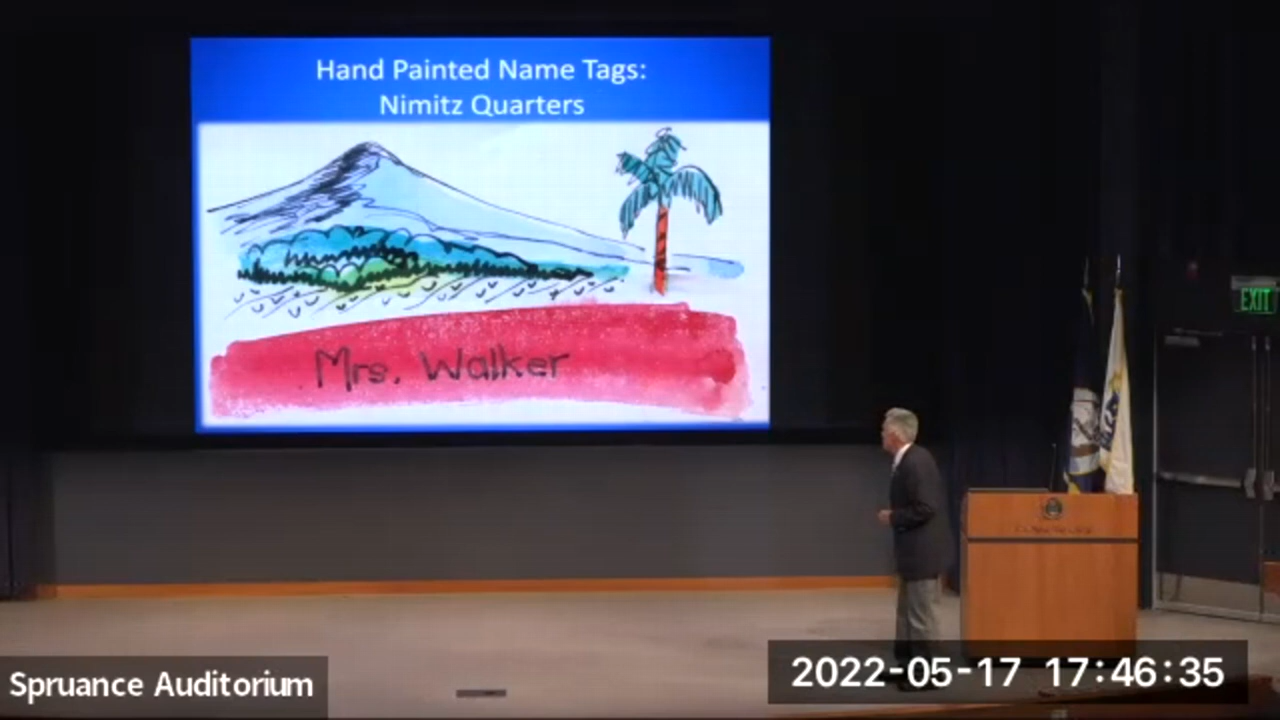 Hand Painted Name Tags:
Nimitz Quarters
Mrs. Walker
EXIT
Spruance Auditorium
2022-05-17 17:46:35